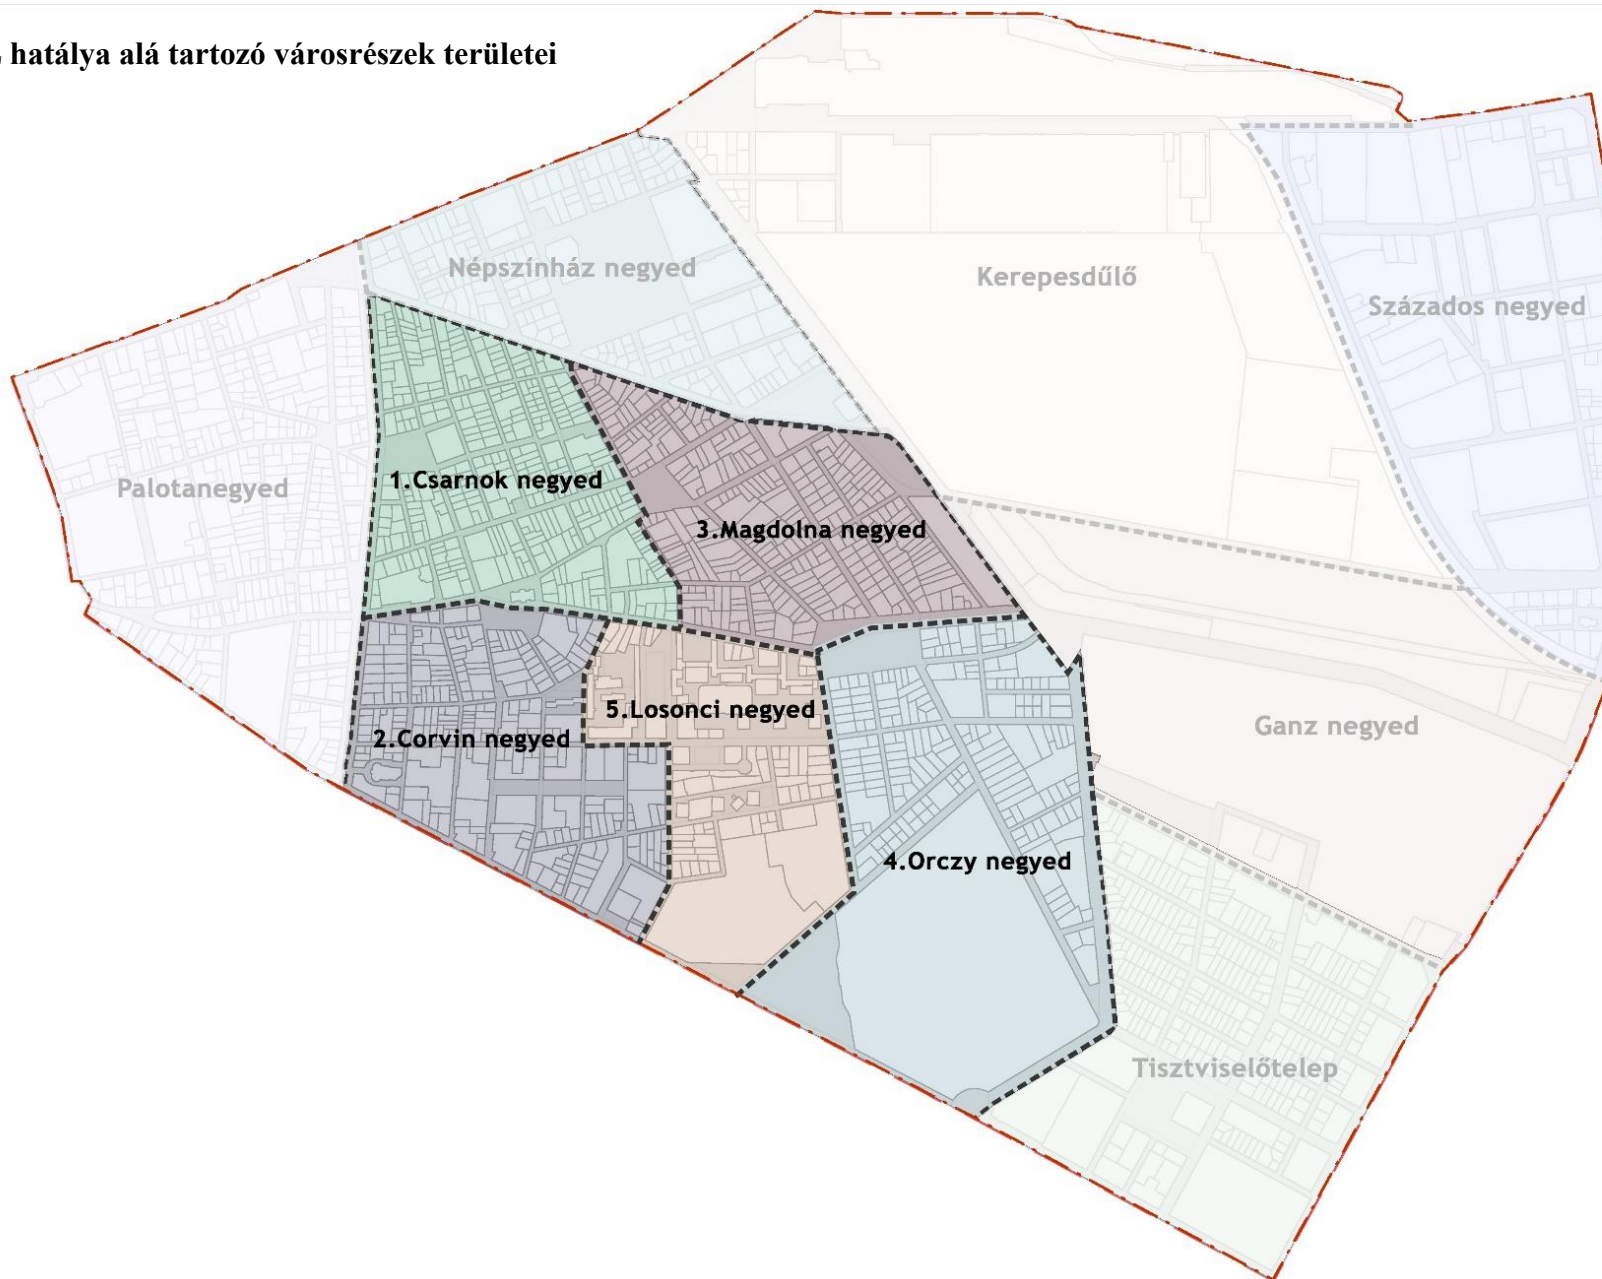 hatálya alá tartozó városrészek területei
Népszínház negyed
Kerepesdűlő
Százados negyed
Palotanegyed
1.Csarnok negyed
3.Magdolna negyed
5.Losonci negyed
2.Corvin negyed
Ganz negyed
4.Orczy negyed
Tisztviselőtelep